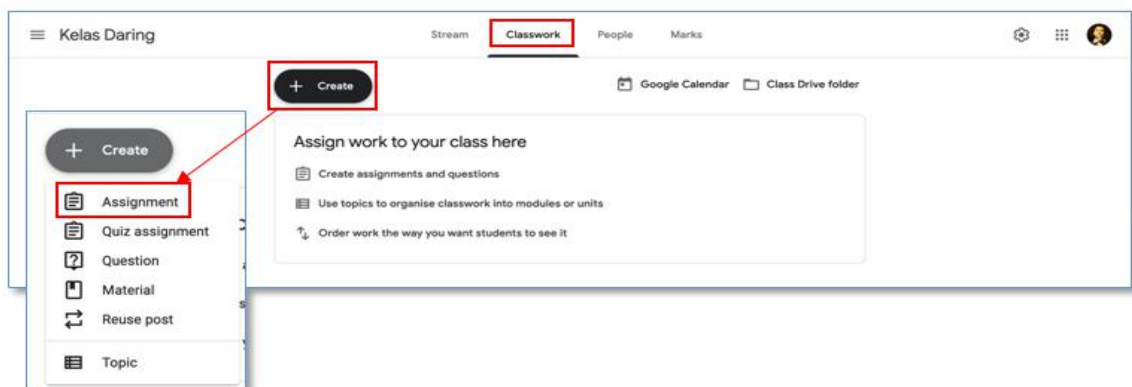 Kelas Daring
Stream Classwork People Marks
+ Create
Google Calendar Class Drive folder
Assign work to your class here
Create assignments and questions
Use topics to organise classwork into modules or units
Order work the way you want students to see it
+ Create
Assignment
Quiz assignment
Question
Material
Reuse post
Topic